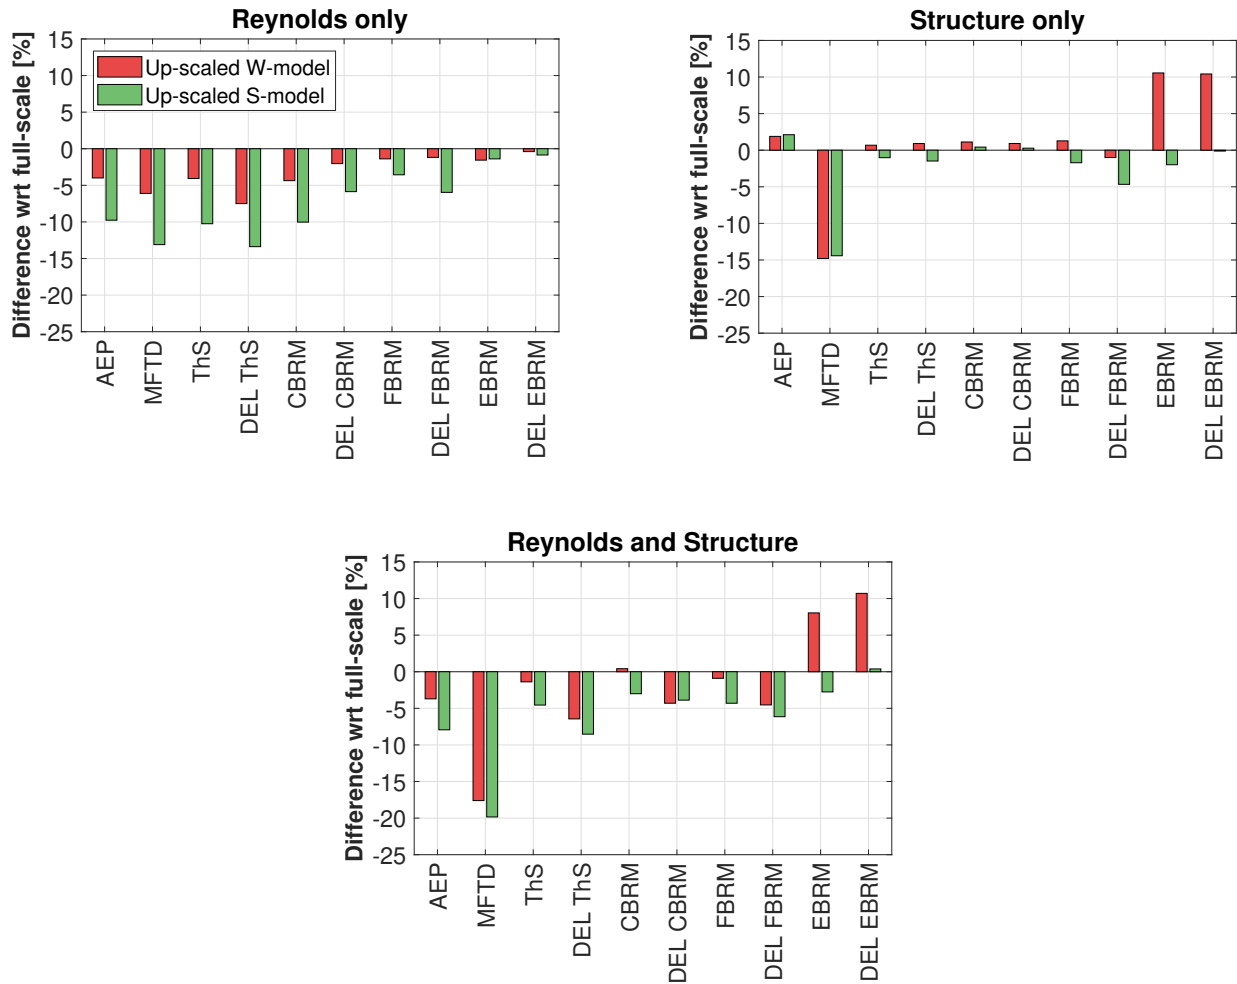 Reynolds only
Difference wrt full-scale [%]
15
10
5
0
-5
-10
-15
-20
-25
Up-scaled W-model
Up-scaled S-model
AEP
MFTD
ThS
DEL ThS
CBRM
DEL CBRM
FBRM
DEL FBRM
EBRM
DEL EBRM
Structure only
Difference wrt full-scale [%]
15
10
5
0
-5
-10
-15
-20
-25
AEP
MFTD
ThS
DEL ThS
CBRM
DEL CBRM
FBRM
DEL FBRM
EBRM
DEL EBRM
Reynolds and Structure
Difference wrt full-scale [%]
15
10
5
0
-5
-10
-15
-20
-25
AEP
MFTD
ThS
DEL ThS
CBRM
DEL CBRM
FBRM
DEL FBRM
EBRM
DEL EBRM